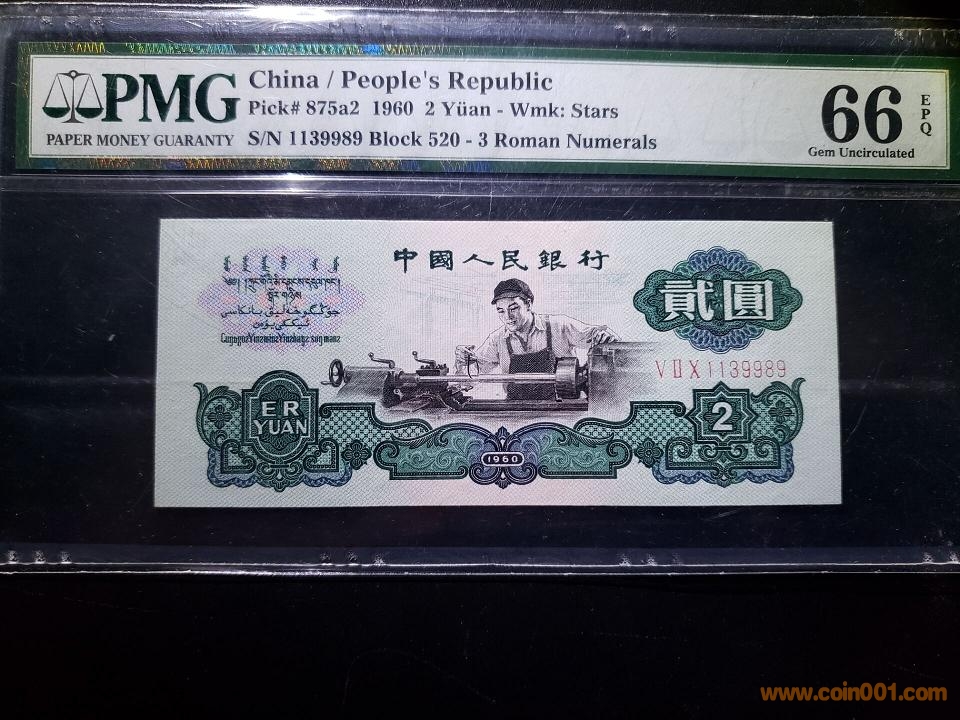 PMG
PAPER MONEY GUARANTY
China / People's Republic
Pick# 875a2 1960 2 Yüan - Wmk: Stars
S/N 1139989 Block 520 - 3 Roman Numerals
66
EPQ
Gem Uncirculated
中國人民銀行
貳圓
V II X 1139989
ER
YUAN
2
1960
www.coin001.com